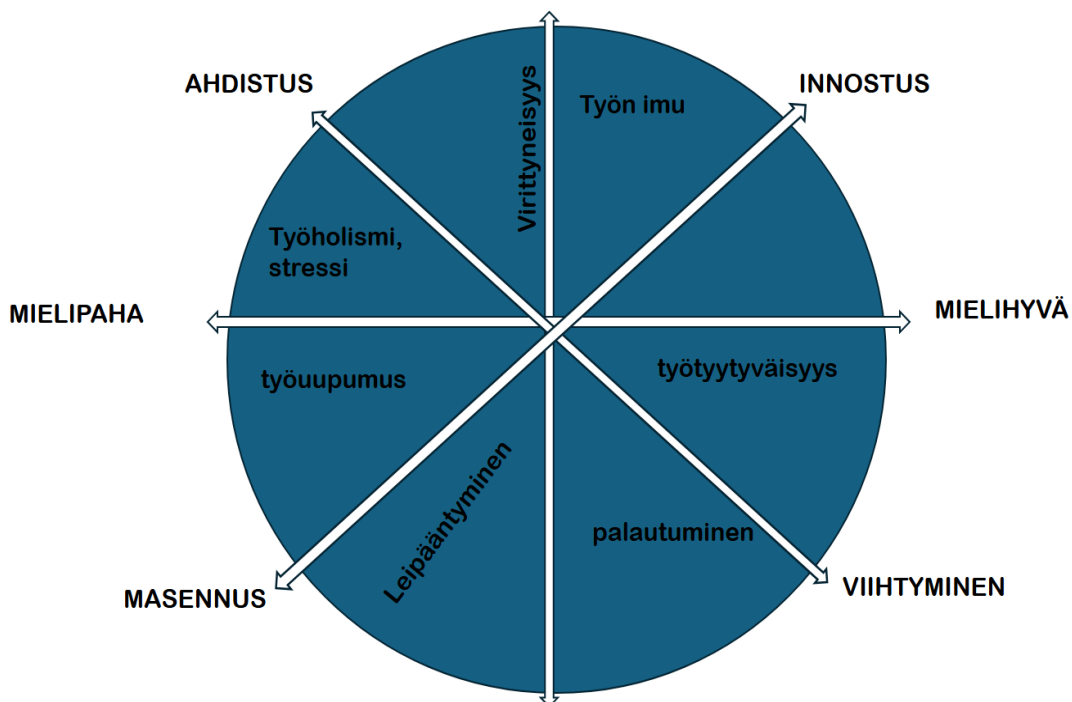 AHDISTUS
INNOSTUS
Virittyneisyys
Työn imu
Työholismi,
stressi
MIELIPAHA
MIELIHYVÄ
työuupumus
työtyytyväisyys
Leipääntyminen
palautuminen
MASENNUS
VIIHTYMINEN